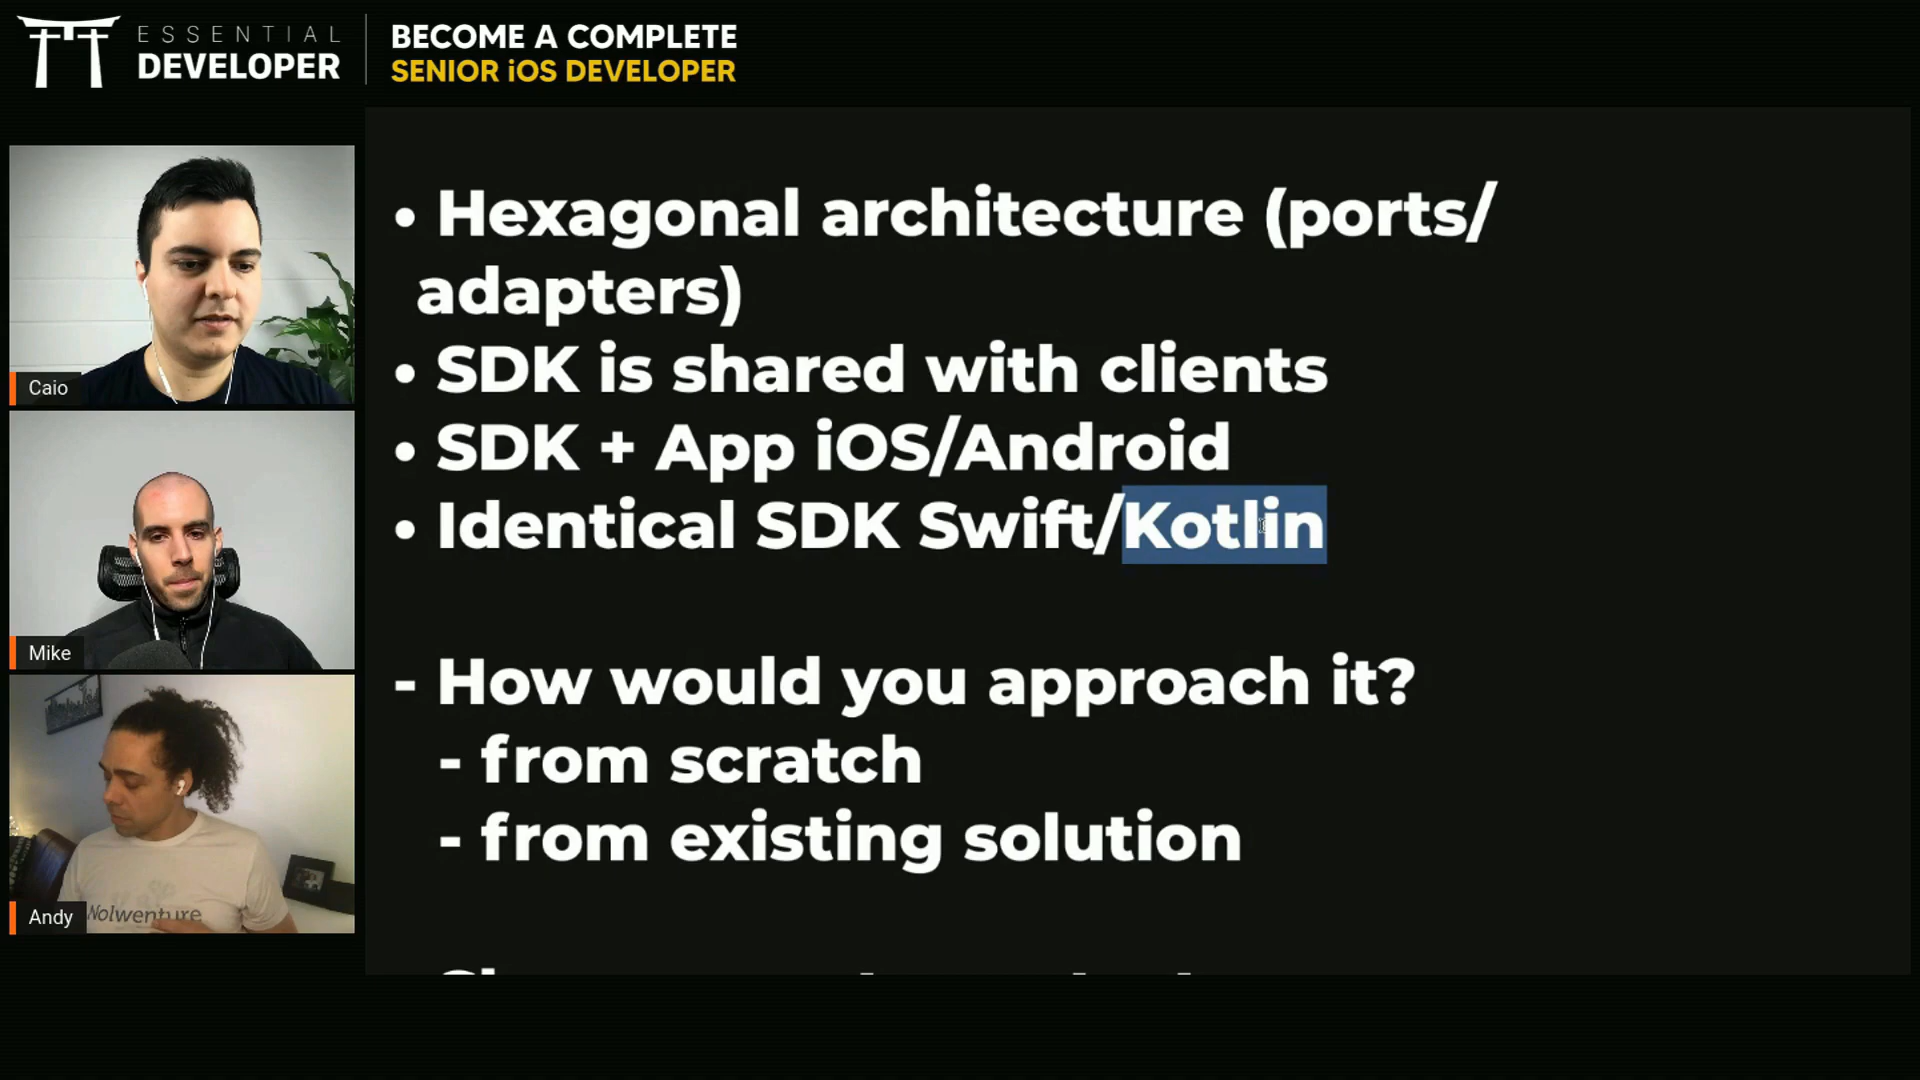 ESSENTIAL
DEVELOPER
BECOME A COMPLETE
SENIOR iOS DEVELOPER
• Hexagonal architecture (ports/
adapters)
• SDK is shared with clients
• SDK + App iOS/Android
• Identical SDK Swift/Kotlin
- How would you approach it?
- from scratch
- from existing solution
Caio
Mike
Nolwenture
Andy